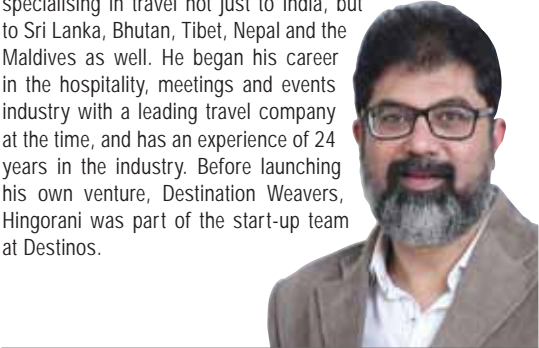 specialising in travel not just to India, but
to Sri Lanka, Bhutan, Tibet, Nepal and the
Maldives as well. He began his career
in the hospitality, meetings and events
industry with a leading travel company
at the time, and has an experience of 24
years in the industry. Before launching
his own venture, Destination Weavers,
Hingorani was part of the start-up team
at Destinos.